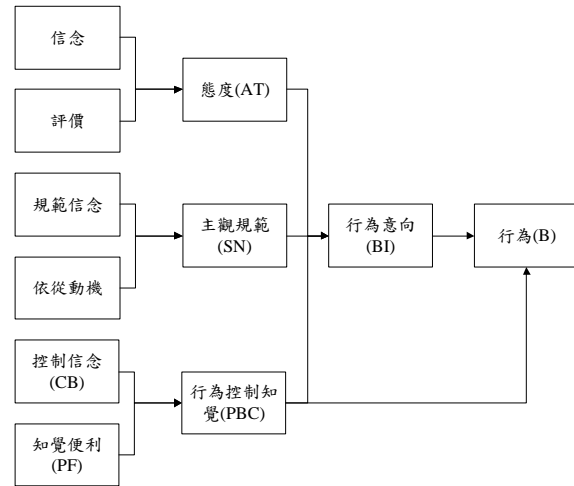 信念
評價
態度(AT)
規範信念
依從動機
主觀規範
(SN)
行為意向
(BI)
行為(B)
控制信念
(CB)
知覺便利
(PF)
行為控制知
覺(PBC)